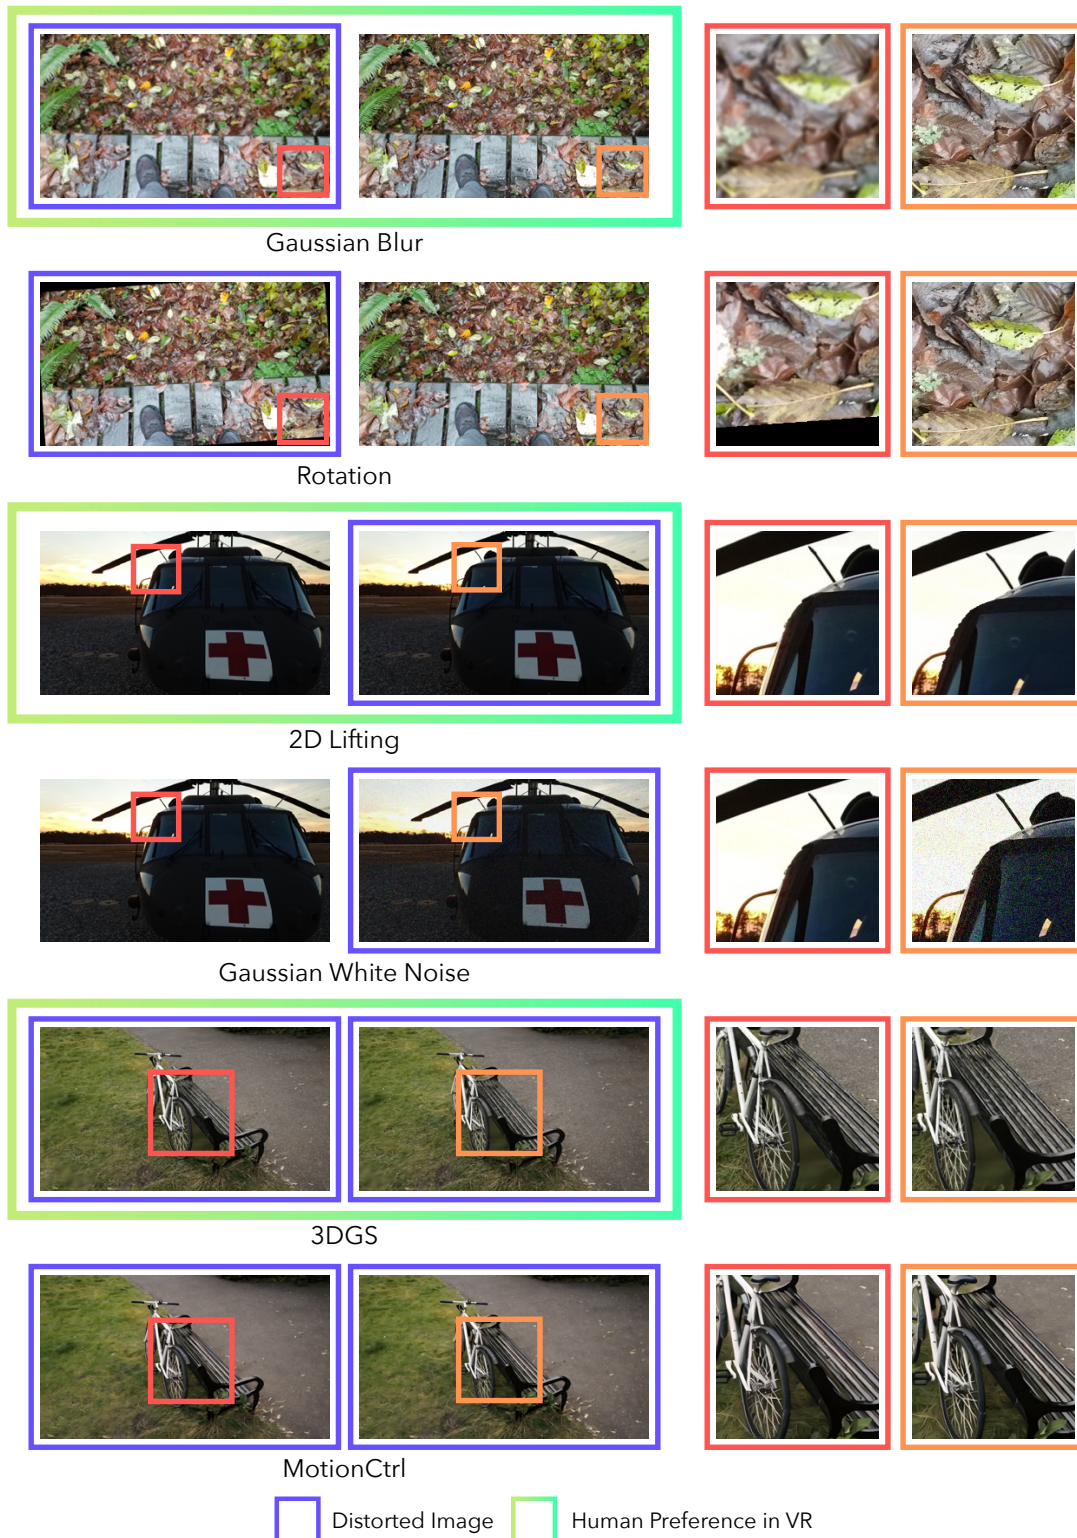 Gaussian Blur
Rotation
2D Lifting
Gaussian White Noise
3DGS
MotionCtrl
Distorted Image Human Preference in VR